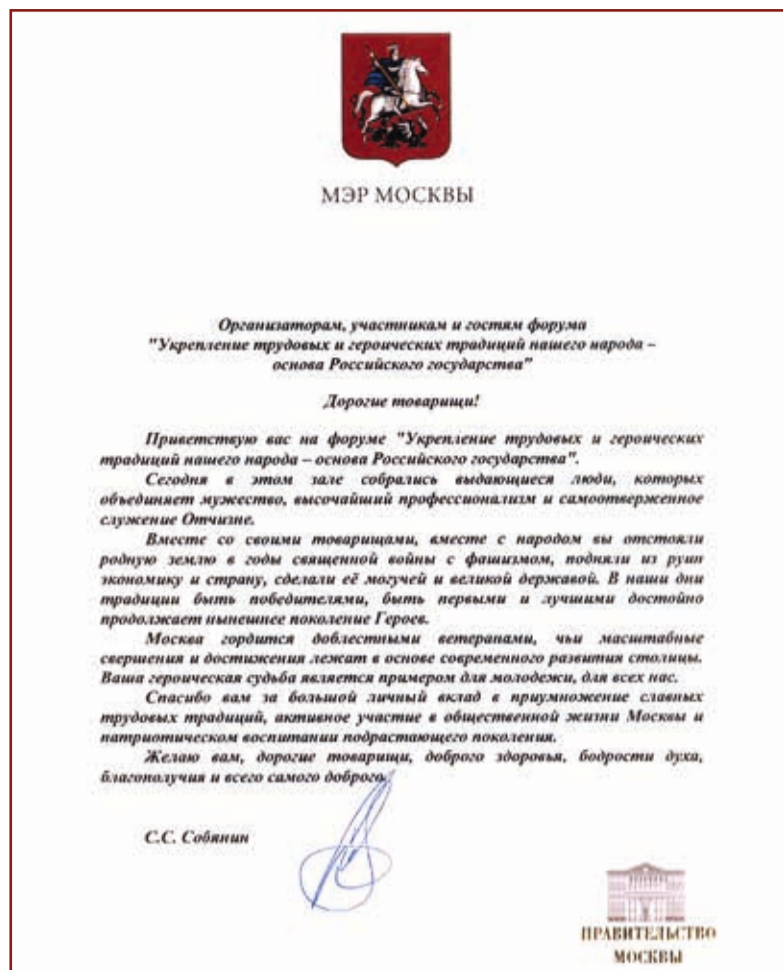 МЭР МОСКВЫ
Организаторам, участникам и гостям форума
"Укрепление трудовых и героических традиций нашего народа –
основа Российского государства"
Дорогие товарищи!
Приветствую вас на форуме "Укрепление трудовых и героических
традиций нашего народа – основа Российского государства".
Сегодня в этом зале собрались выдающиеся люди, которых
объединяет мужество, высочайший профессионализм и самоотверженное
служение Отчизне.
Вместе со своими товарищами, вместе с народом вы отстояли
родную землю в годы священной войны с фашизмом, подняли из руин
экономику и страну, сделали её могучей и великой державой. В наши дни
традиции быть победителями, быть первыми и лучшими достойно
продолжает нынешнее поколение Героев.
Москва гордится доблестными ветеранами, чьи масштабные
свершения и достижения лежат в основе современного развития столицы.
Ваша героическая судьба является примером для молодежи, для всех нас.
Спасибо вам за большой личный вклад в приумножение славных
трудовых традиций, активное участие в общественной жизни Москвы и
патриотическом воспитании подрастающего поколения.
Желаю вам, дорогие товарищи, доброго здоровья, бодрости духа,
благополучия и всего самого доброго.
С.С. Собянин
ПРАВИТЕЛЬСТВО
МОСКВЫ